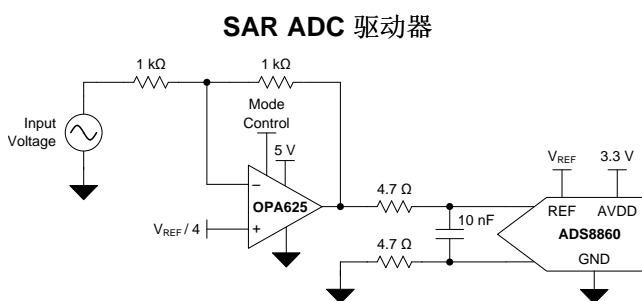 SAR ADC 驱动器
1 kΩ
1 kΩ
Mode
Control
Input
Voltage
5 V
OPA625
VREF / 4
4.7 Ω
10 nF
4.7 Ω
VREF
3.3 V
REF
AVDD
ADS8860
GND